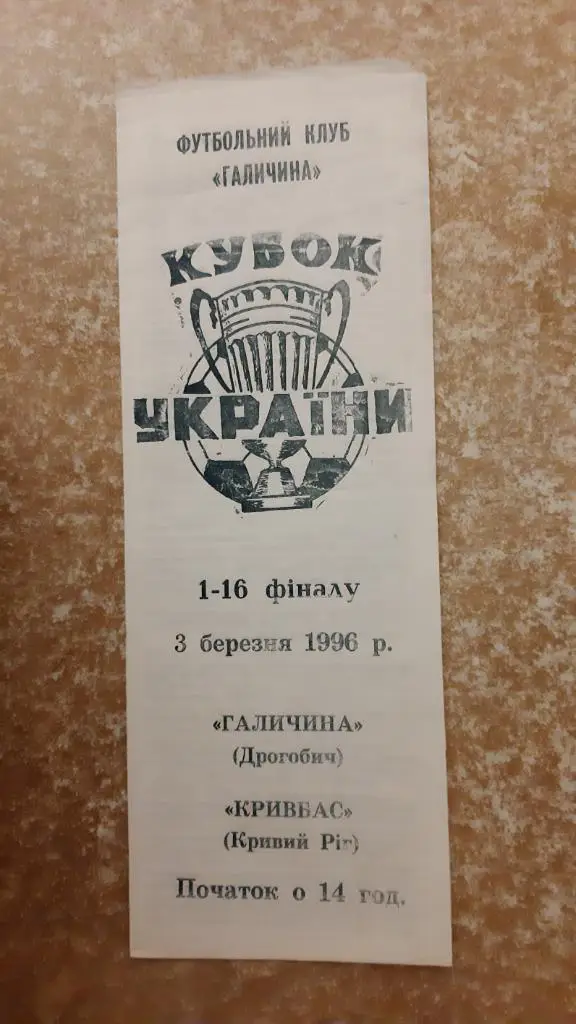 ФУТБОЛЬНИЙ КЛУБ
«ГАЛИЧИНА»
КУБОК
УКРАЇНИ
1-16 фіналу
3 березня 1996 р.
«ГАЛИЧИНА»
(Дрогобич)
«КРИВБАС»
(Кривий Ріг)
Початок о 14 год.